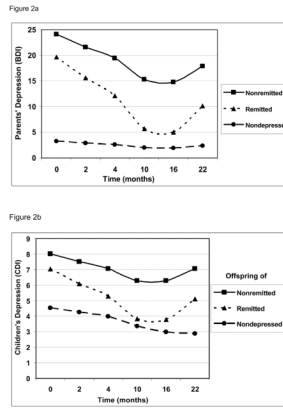 Figure 2a
25
20
15
10
5
0
Parents' Depression (BDI)
0 2 4 10 16 22
Time (months)
Nonremitted
Remitted
Nondepresse
Figure 2b
9
8
7
6
5
4
3
2
1
0
Children's Depression (CDI)
0 2 4 10 16 22
Time (months)
Offspring of
Nonremitted
Remitted
Nondepressed